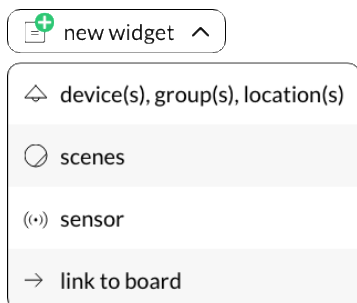 new widget
device(s), group(s), location(s)
scenes
sensor
link to board